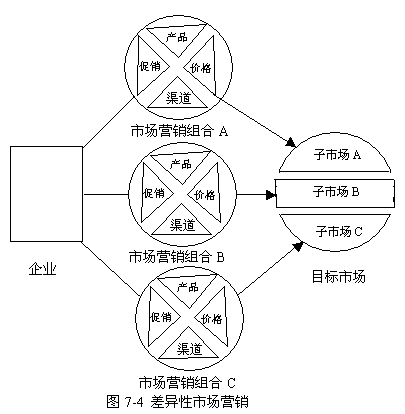 产品
促销 价格
渠道
市场营销组合 A
子市场 A
产品
促销 价格
渠道
子市场 B
子市场 C
企业
市场营销组合 B
目标市场
产品
促销 价格
渠道
市场营销组合 C
图 7-4 差异性市场营销